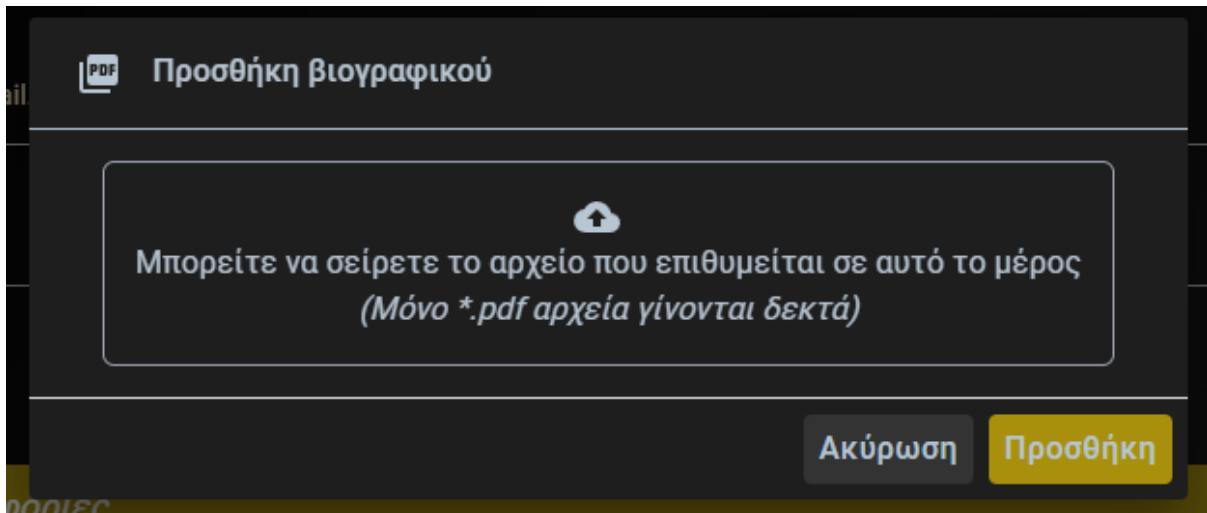 ail.
PDF
Προσθήκη βιογραφικού
Μπορείτε να σείρετε το αρχείο που επιθυμείται σε αυτό το μέρος
(Μόνο *.pdf αρχεία γίνονται δεκτά)
Ακύρωση
Προσθήκη